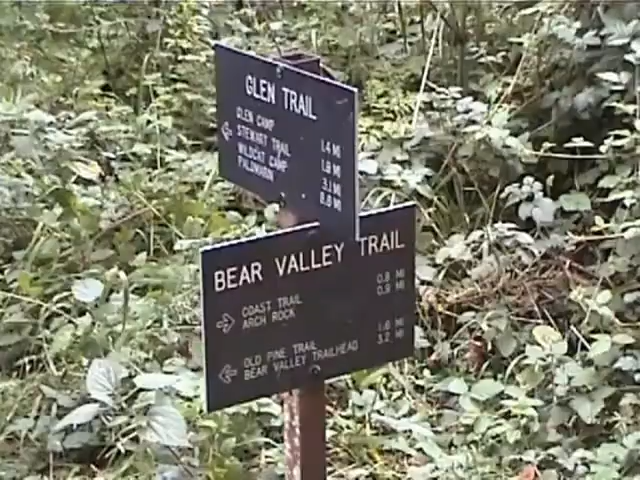 GLEN TRAIL
GLEN CAMP 1.4 MI
STEWART TRAIL 1.8 MI
WILDCAT CAMP 3.1 MI
PALOMARIN 8.8 MI
BEAR VALLEY TRAIL
COAST TRAIL 0.8 MI
ARCH ROCK 0.9 MI
OLD PINE TRAIL 1.6 MI
BEAR VALLEY TRAILHEAD 3.2 MI